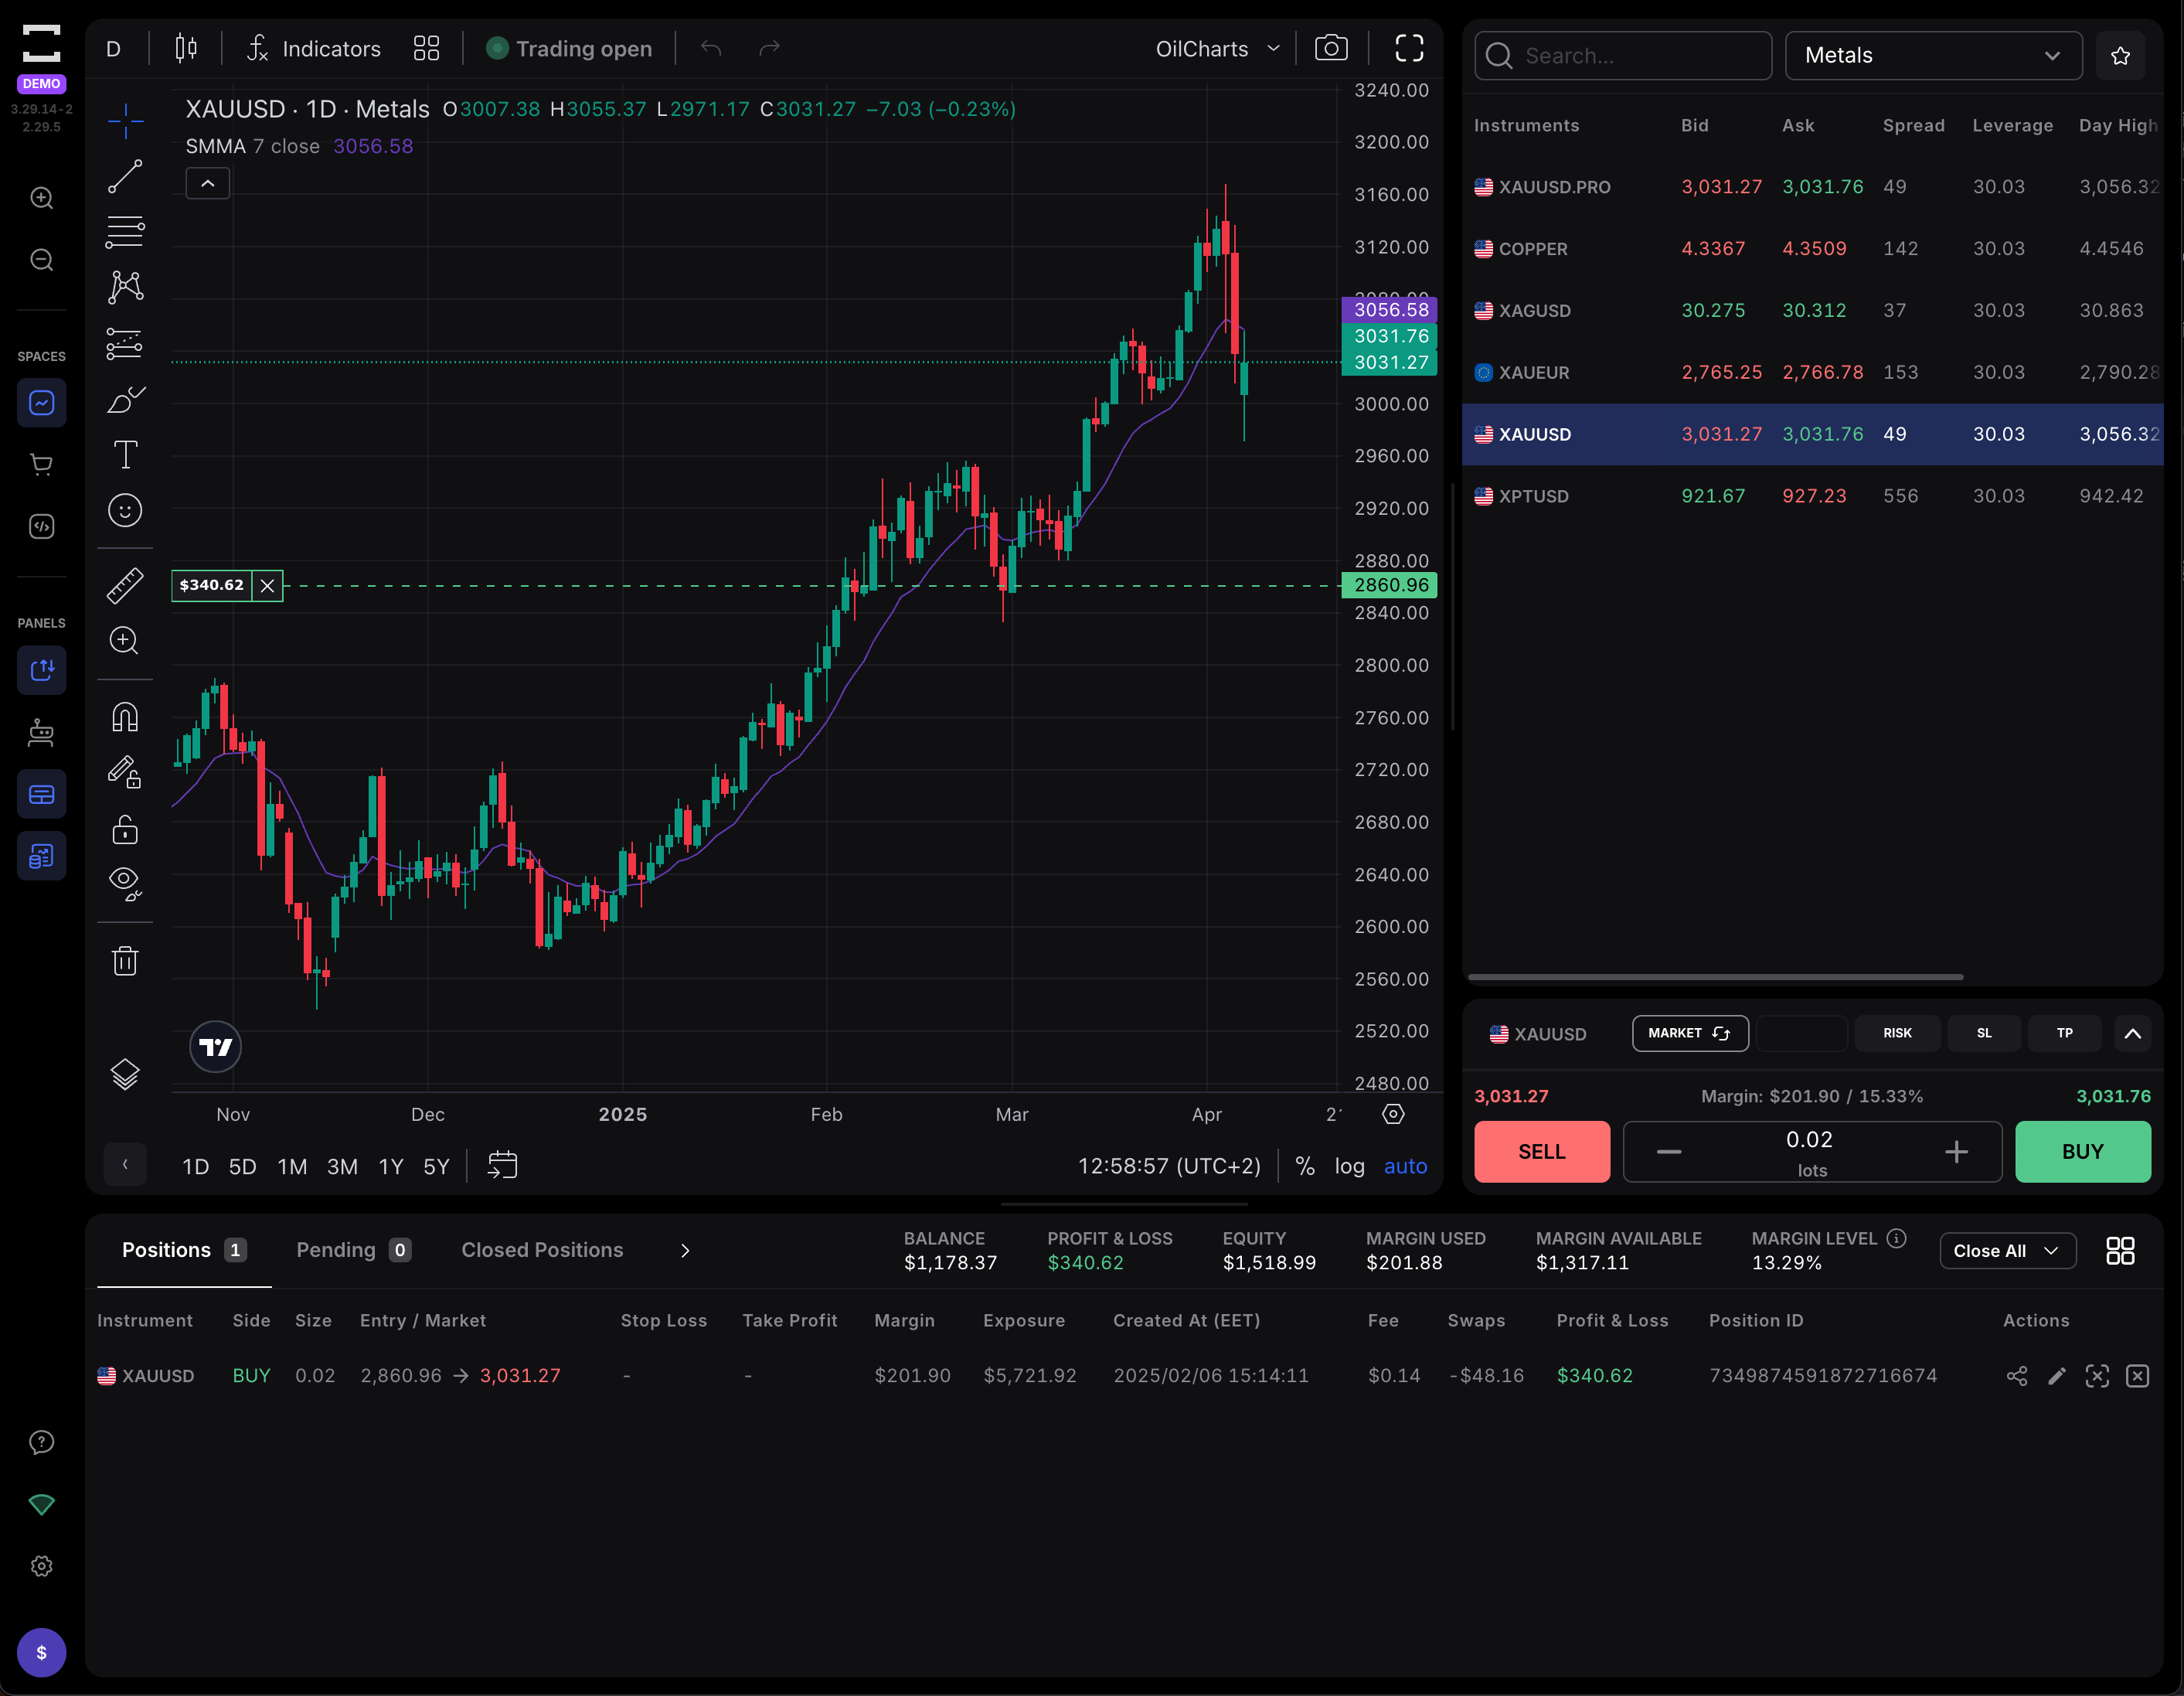 DEMO
3.29.14-2
2.29.5
SPACES
PANELS
$
D
Indicators
Trading open
OilCharts
XAUUSD · 1D · Metals O3007.38 H3055.37 L2971.17 C3031.27 −7.03 (−0.23%)
SMMA 7 close 3056.58
3240.00
3200.00
3160.00
3120.00
3056.58
3031.76
3031.27
3000.00
2960.00
2920.00
2880.00
2860.96
2840.00
2800.00
2760.00
2720.00
2680.00
2640.00
2600.00
2560.00
2520.00
2480.00
$340.62
Nov Dec 2025 Feb Mar Apr
1D 5D 1M 3M 1Y 5Y
12:58:57 (UTC+2) % log auto
Search...
Metals
Instruments Bid Ask Spread Leverage Day High
XAUUSD.PRO 3,031.27 3,031.76 49 30.03 3,056.32
COPPER 4.3367 4.3509 142 30.03 4.4546
XAGUSD 30.275 30.312 37 30.03 30.863
XAUEUR 2,765.25 2,766.78 153 30.03 2,790.28
XAUUSD 3,031.27 3,031.76 49 30.03 3,056.32
XPTUSD 921.67 927.23 556 30.03 942.42
XAUUSD MARKET RISK SL TP
3,031.27 Margin: $201.90 / 15.33% 3,031.76
SELL 0.02 BUY
lots
Positions 1 Pending 0 Closed Positions
BALANCE PROFIT & LOSS EQUITY MARGIN USED MARGIN AVAILABLE MARGIN LEVEL
$1,178.37 $340.62 $1,518.99 $201.88 $1,317.11 13.29%
Close All
Instrument Side Size Entry / Market Stop Loss Take Profit Margin Exposure Created At (EET) Fee Swaps Profit & Loss Position ID Actions
XAUUSD BUY 0.02 2,860.96 → 3,031.27 - - $201.90 $5,721.92 2025/02/06 15:14:11 $0.14 -$48.16 $340.62 7349874591872716674